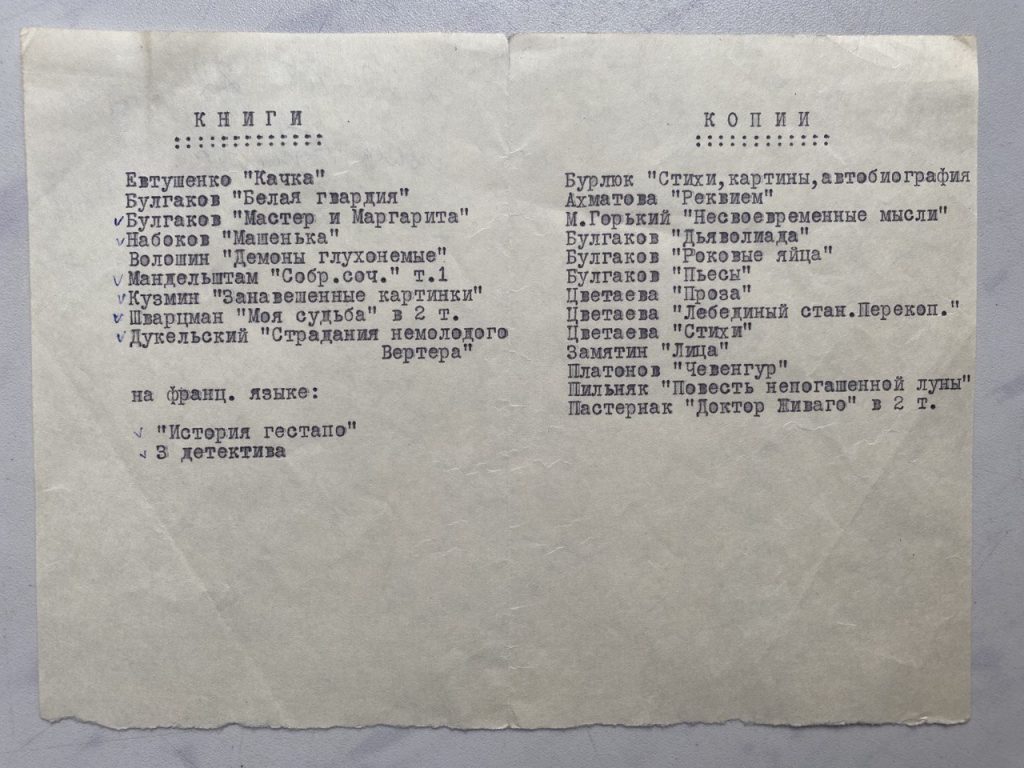 КНИГИ
::::::::::::
Евтушенко "Качка"
Булгаков "Белая гвардия"
✓Булгаков "Мастер и Маргарита"
✓Набоков "Машенька"
Волошин "Демоны глухонемые"
✓Мандельштам "Собр.соч." т.1
✓Кузмин "Занавешенные картинки"
✓Шварцман "Моя судьба" в 2 т.
✓Дукельский "Страдания немолодого
Вертера"
на франц. языке:
✓ "История гестапо"
✓ 3 детектива
КОПИИ
:::::::::::
Бурлюк "Стихи,картины,автобиография
Ахматова "Реквием"
М.Горький "Несвоевременные мысли"
Булгаков "Дьяволиада"
Булгаков "Роковые яйца"
Булгаков "Пьесы"
Цветаева "Проза"
Цветаева "Лебединый стан.Перекоп."
Цветаева "Стихи"
Замятин "Лица"
Платонов "Чевенгур"
Пильняк "Повесть непогашенной луны"
Пастернак "Доктор Живаго" в 2 т.